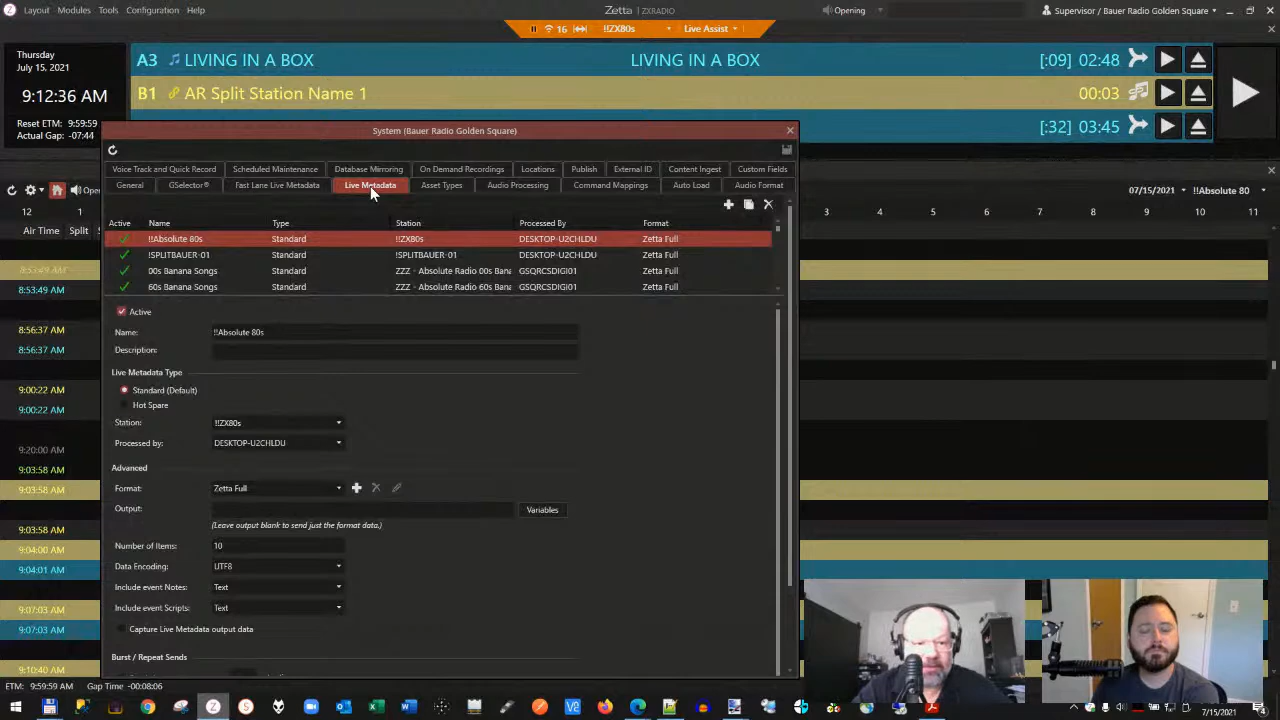 Layout Modules Tools Configuration Help
Zetta | ZXRADIO
Opening
Supervisor / Bauer Radio Golden Square
16 !!ZX80s Live Assist
Thursday
July 15, 2021
9:12:36 AM
Reset ETM: 9:59:59
Actual Gap: -07:44
A3 LIVING IN A BOX LIVING IN A BOX [:09] 02:48
B1 AR Split Station Name 1 00:03
[:32] 03:45
System (Bauer Radio Golden Square)
Voice Track and Quick Record Scheduled Maintenance Database Mirroring On Demand Recordings Locations Publish External ID Content Ingest Custom Fields
General GSelector® Fast Lane Live Metadata Live Metadata Asset Types Audio Processing Command Mappings Auto Load Audio Format
07/15/2021 !!Absolute 80
12 1
3 4 5 6 7 8 9 10 11
Air Time Split
Active Name Type Station Processed By Format
!!Absolute 80s Standard !!ZX80s DESKTOP-U2CHLDU Zetta Full
!SPLITBAUER-01 Standard !SPLITBAUER-01 DESKTOP-U2CHLDU Zetta Full
00s Banana Songs Standard ZZZ - Absolute Radio 00s Bana GSQRCSDIGI01 Zetta Full
60s Banana Songs Standard ZZZ - Absolute Radio 60s Bana GSQRCSDIGI01 Zetta Full
8:53:49 AM
8:53:49 AM
8:56:37 AM
8:56:37 AM
9:00:22 AM
9:00:22 AM
9:20:00 AM
9:03:58 AM
9:03:58 AM
9:03:58 AM
9:04:00 AM
9:04:01 AM
9:07:03 AM
9:07:03 AM
9:10:40 AM
Active
Name: !!Absolute 80s
Description:
Live Metadata Type
Standard (Default)
Hot Spare
Station: !!ZX80s
Processed by: DESKTOP-U2CHLDU
Advanced
Format: Zetta Full
Output: Variables
(Leave output blank to send just the format data.)
Number of Items: 10
Data Encoding: UTF8
Include event Notes: Text
Include event Scripts: Text
Capture Live Metadata output data
Burst / Repeat Sends
ETM: 9:59:59 AM Gap Time -00:08:06
7/15/2021